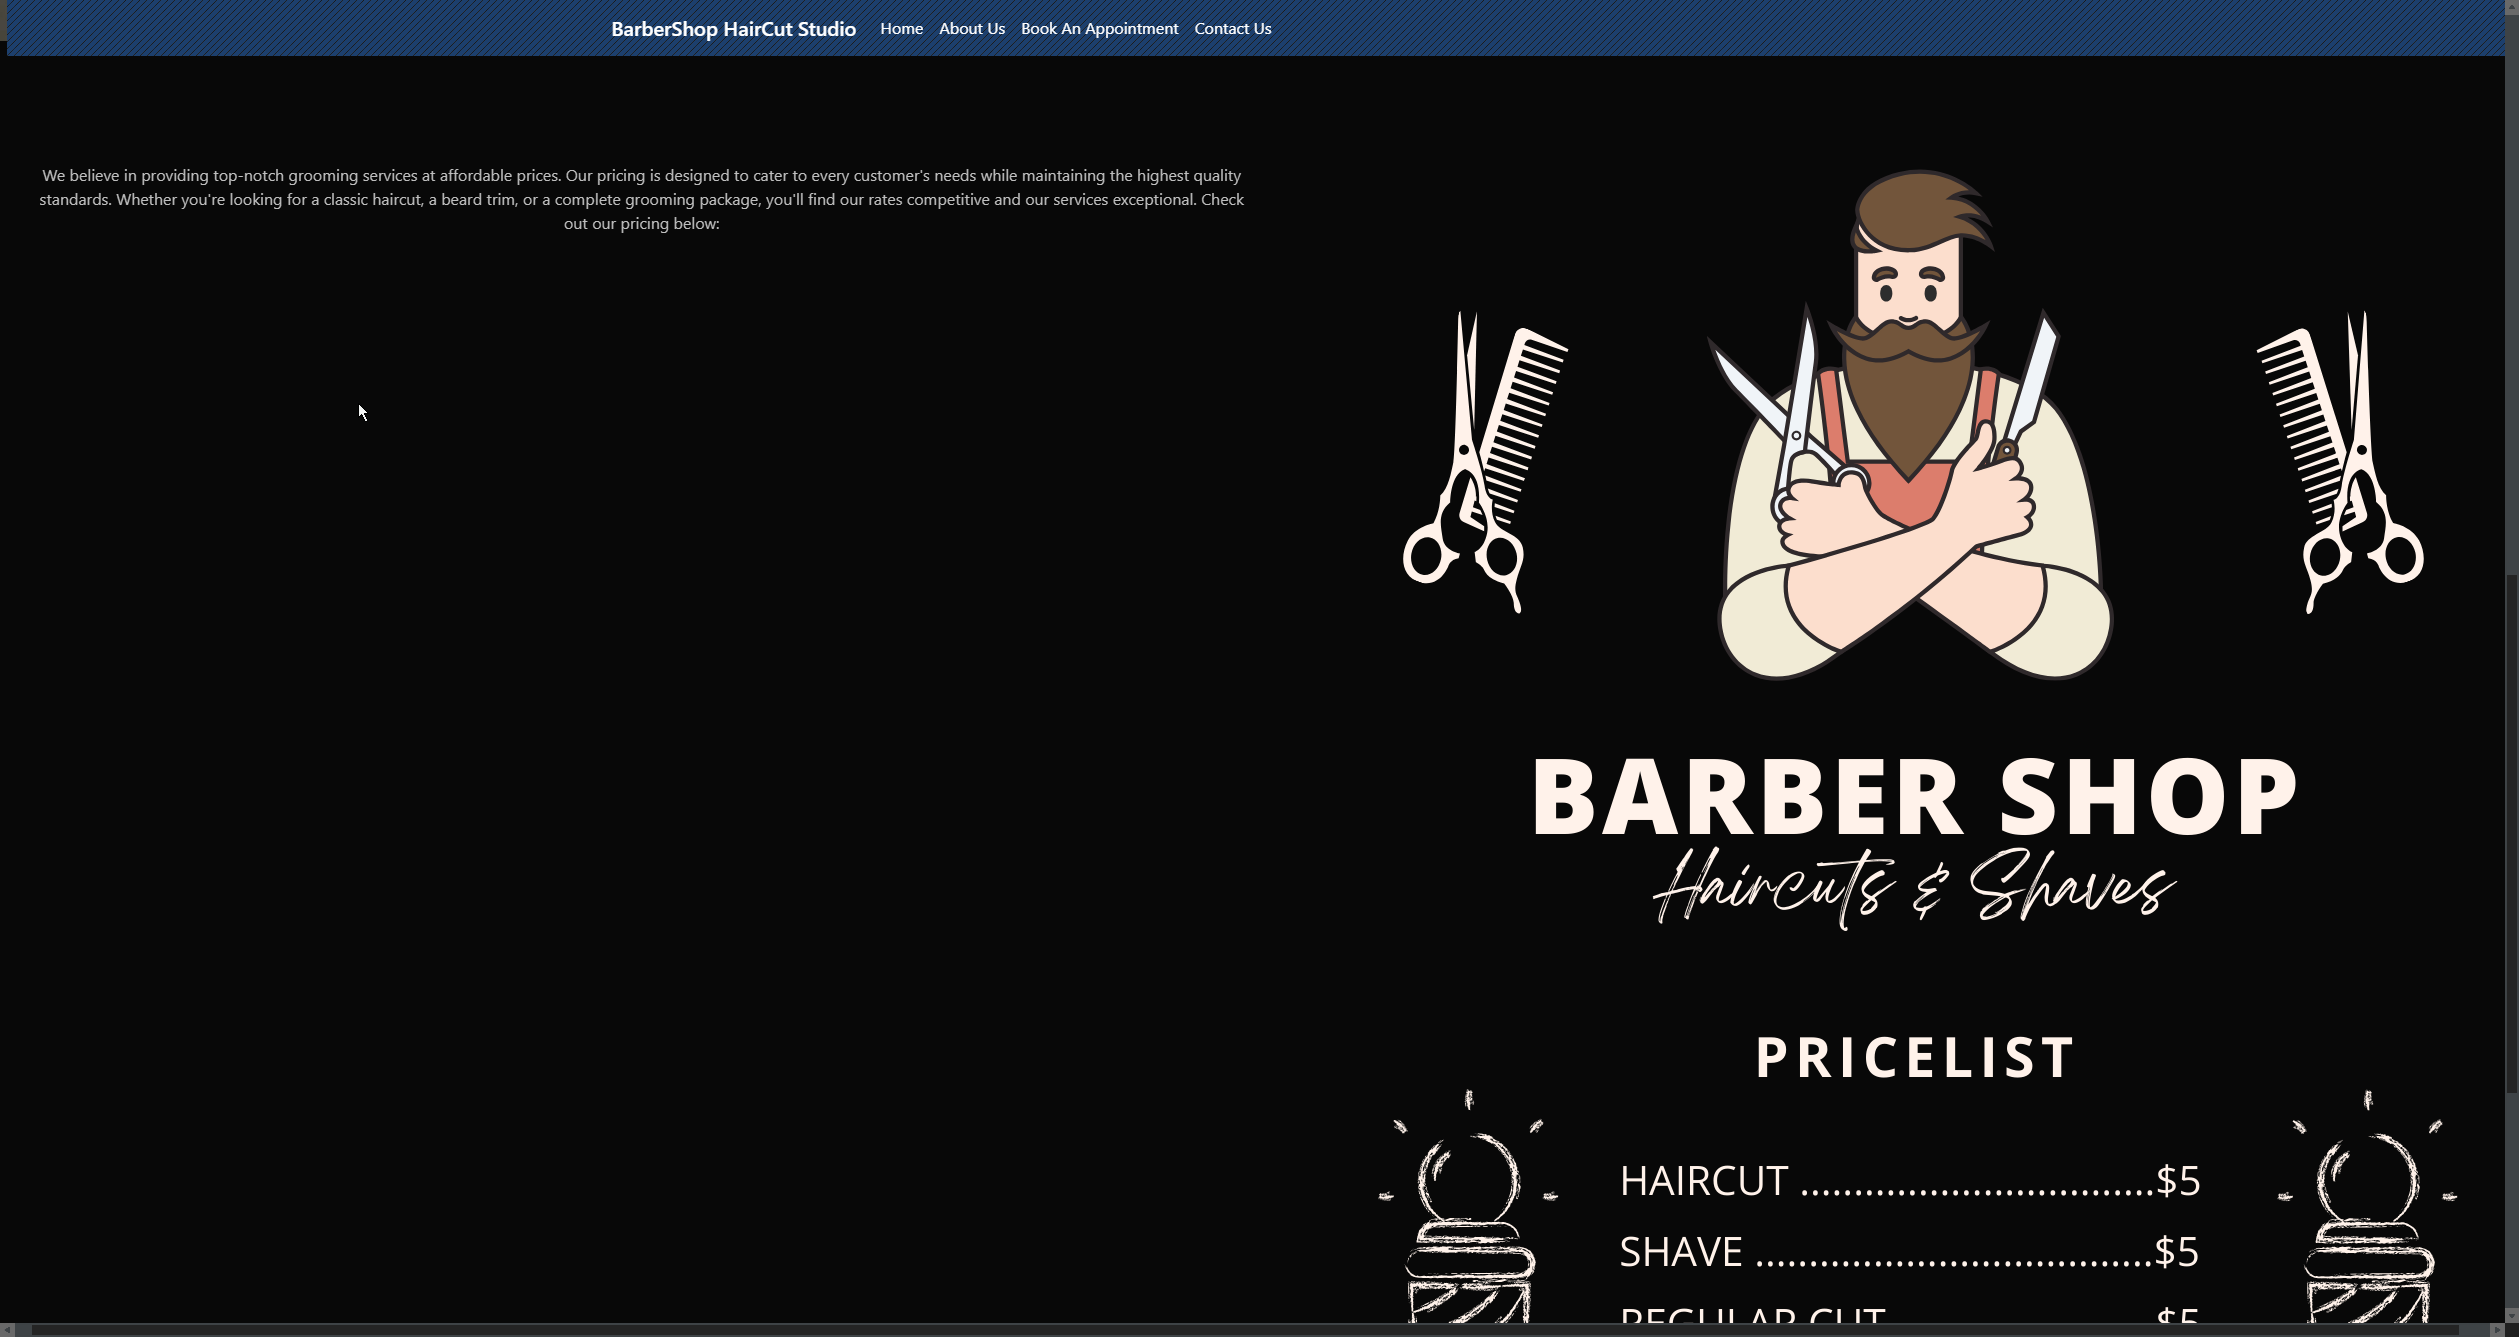 BarberShop HairCut Studio Home About Us Book An Appointment Contact Us
We believe in providing top-notch grooming services at affordable prices. Our pricing is designed to cater to every customer's needs while maintaining the highest quality
standards. Whether you're looking for a classic haircut, a beard trim, or a complete grooming package, you'll find our rates competitive and our services exceptional. Check
out our pricing below:
BARBER SHOP
Haircuts & Shaves
PRICELIST
HAIRCUT .................................$5
SHAVE .....................................$5
REGULAR CUT $5